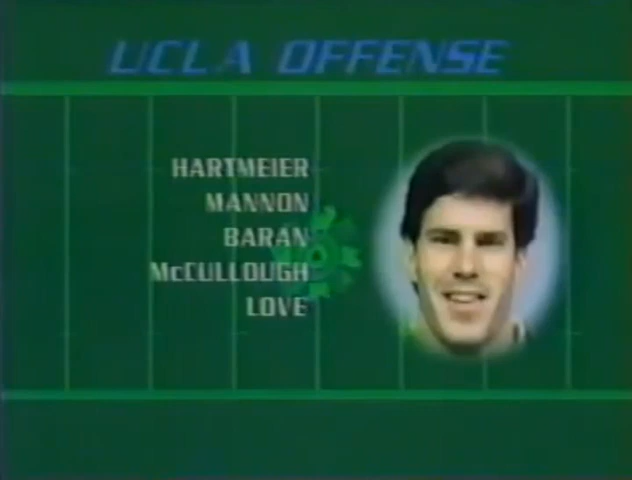 UCLA OFFENSE
HARTMEIER
MANNON
BARAN
McCULLOUGH
LOVE